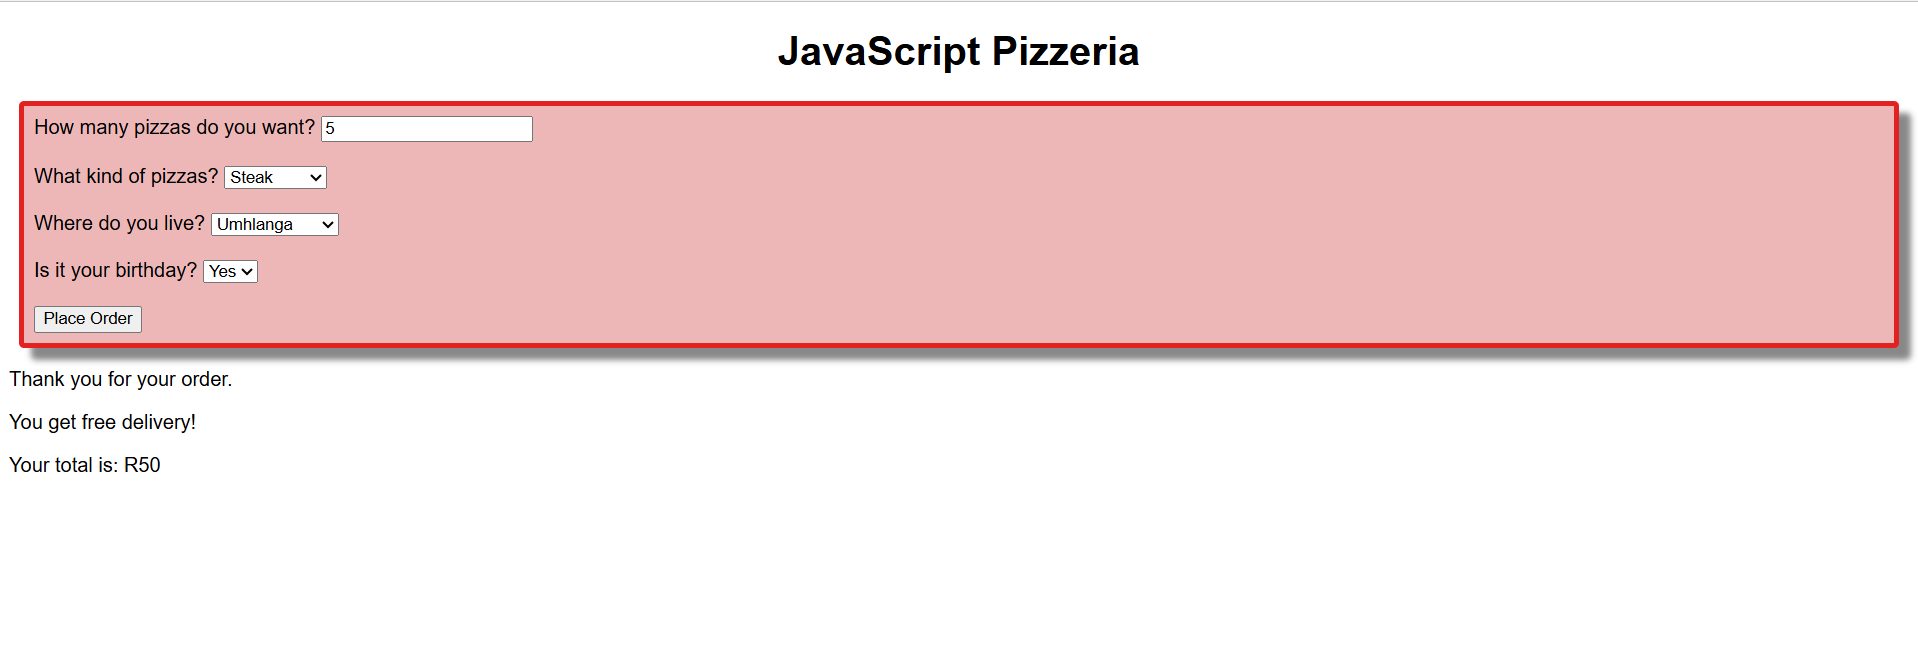 JavaScript Pizzeria
How many pizzas do you want? 5
What kind of pizzas? Steak
Where do you live? Umhlanga
Is it your birthday? Yes
Place Order
Thank you for your order.
You get free delivery!
Your total is: R50